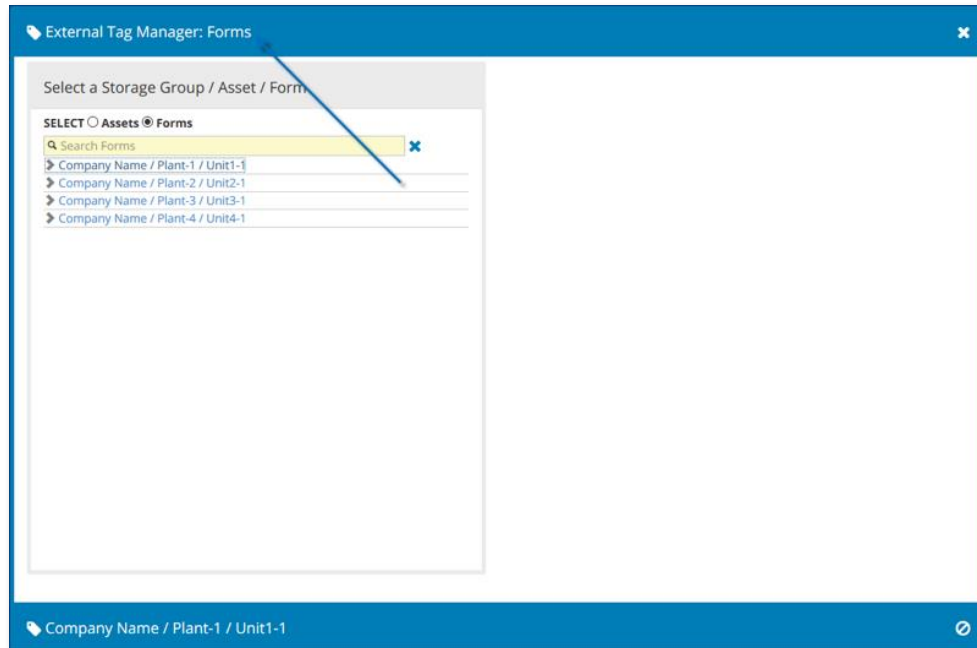 External Tag Manager: Forms
Select a Storage Group / Asset / Form
SELECT Assets Forms
Search Forms
Company Name / Plant-1 / Unit1-1
Company Name / Plant-2 / Unit2-1
Company Name / Plant-3 / Unit3-1
Company Name / Plant-4 / Unit4-1
Company Name / Plant-1 / Unit1-1